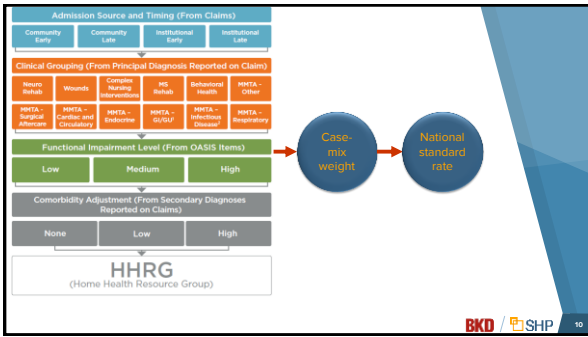 Admission Source and Timing (From Claims)
Community Early
Community Late
Institutional Early
Institutional Late
Clinical Grouping (From Principal Diagnosis Reported on Claim)
Neuro Rehab
Wounds
Complex Nursing Interventions
MS Rehab
Behavioral Health
MMTA - Other
MMTA - Surgical Aftercare
MMTA - Cardiac and Circulatory
MMTA - Endocrine
MMTA - GI/GU¹
MMTA - Infectious Disease²
MMTA - Respiratory
Functional Impairment Level (From OASIS Items)
Low
Medium
High
Comorbidity Adjustment (From Secondary Diagnoses
Reported on Claims)
None
Low
High
HHRG
(Home Health Resource Group)
Case-
mix
weight
National
standard
rate
BKD
SHP
10